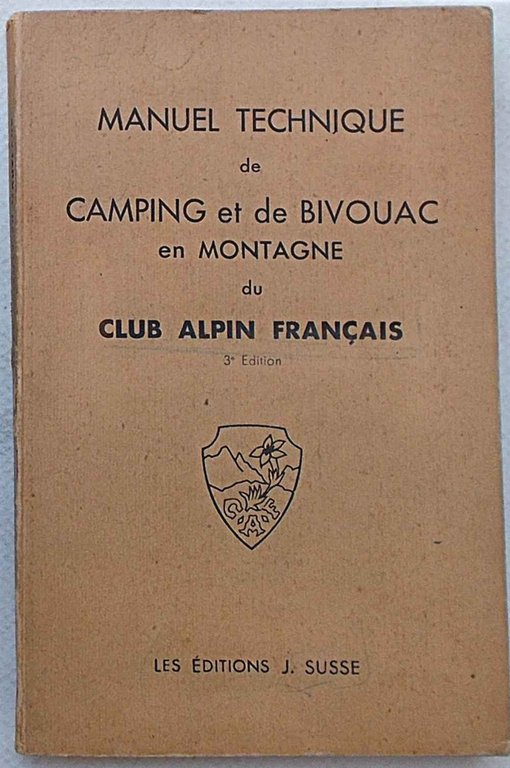 MANUEL TECHNIQUE
de
CAMPING et de BIVOUAC
en MONTAGNE
du
CLUB ALPIN FRANÇAIS
3e Edition
C.A.F
LES ÉDITIONS J. SUSSE